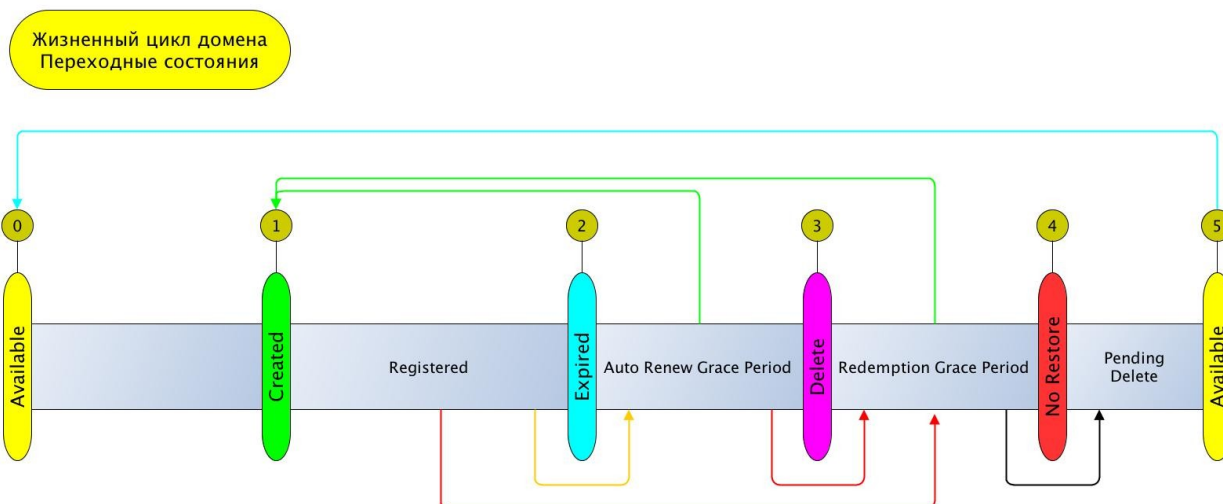 Жизненный цикл домена
Переходные состояния
0
1
2
3
4
5
Available
Created
Registered
Expired
Auto Renew Grace Period
Delete
Redemption Grace Period
No Restore
Pending
Delete
Available